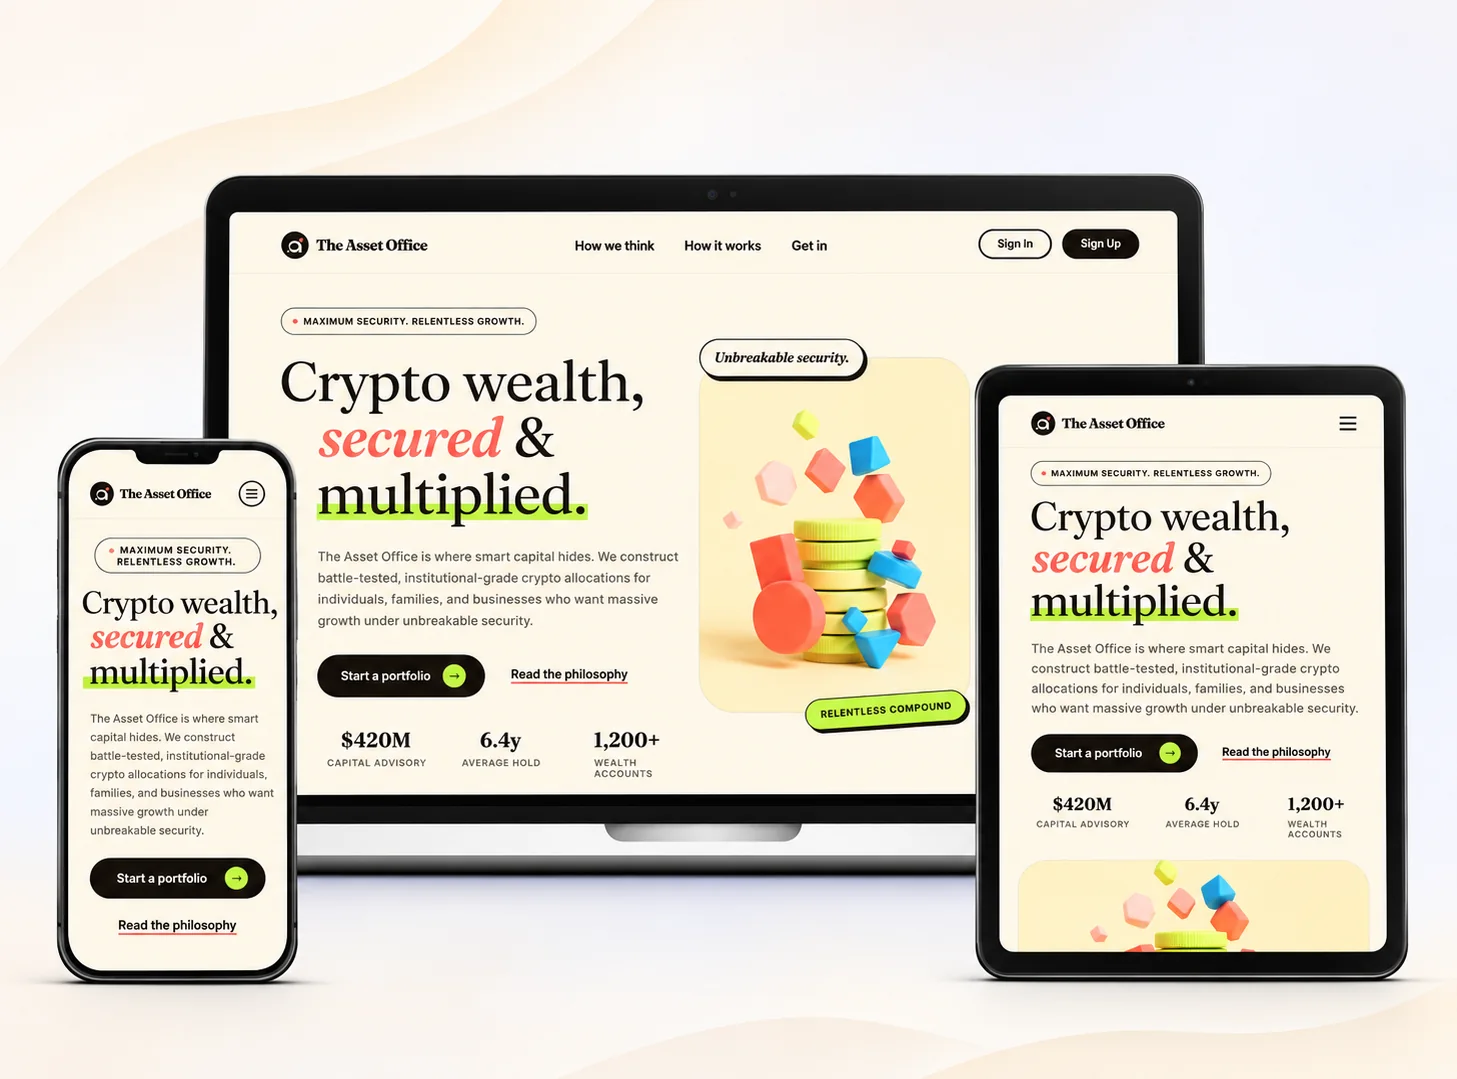 The Asset Office
How we think
How it works
Get in
Sign In
Sign Up
MAXIMUM SECURITY. RELENTLESS GROWTH.
Crypto wealth,
secured &
multiplied.
The Asset Office is where smart capital hides. We construct
battle-tested, institutional-grade crypto allocations for
individuals, families, and businesses who want massive
growth under unbreakable security.
Start a portfolio →
Read the philosophy
$420M
CAPITAL ADVISORY
6.4y
AVERAGE HOLD
1,200+
WEALTH
ACCOUNTS
Unbreakable security.
RELENTLESS COMPOUND
The Asset Office
MAXIMUM SECURITY.
RELENTLESS GROWTH.
Crypto wealth,
secured &
multiplied.
The Asset Office is where smart
capital hides. We construct
battle-tested, institutional-grade
crypto allocations for individuals,
families, and businesses who want
massive growth under
unbreakable security.
Start a portfolio →
Read the philosophy
The Asset Office
MAXIMUM SECURITY. RELENTLESS GROWTH.
Crypto wealth,
secured &
multiplied.
The Asset Office is where smart capital hides. We
construct battle-tested, institutional-grade crypto
allocations for individuals, families, and businesses
who want massive growth under unbreakable security.
Start a portfolio →
Read the philosophy
$420M
CAPITAL ADVISORY
6.4y
AVERAGE HOLD
1,200+
WEALTH
ACCOUNTS